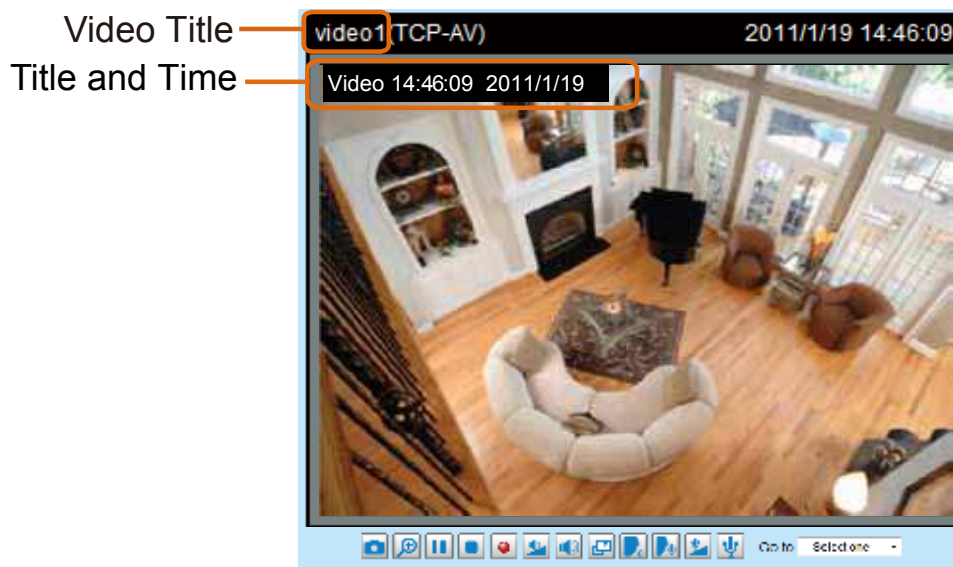 Video Title
video1(TCP-AV) 2011/1/19 14:46:09
Title and Time
Video 14:46:09 2011/1/19
Go to Select one